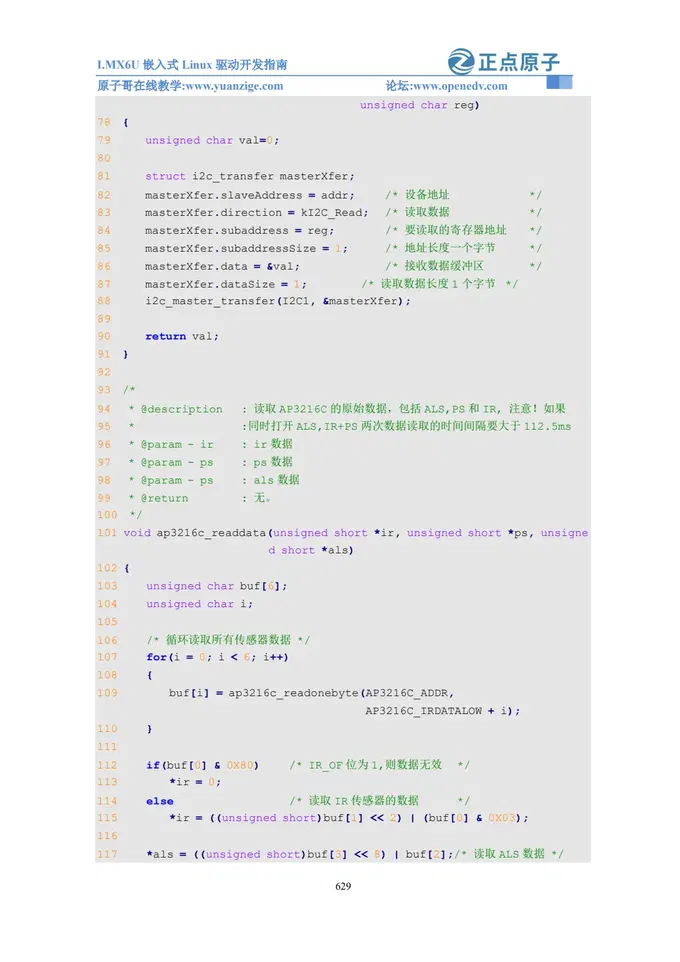 I.MX6U 嵌入式 Linux 驱动开发指南
正点原子
原子哥在线教学:www.yuanzige.com 论坛:www.openedv.com
unsigned char reg)
78 {
79 unsigned char val=0;
80
81 struct i2c_transfer masterXfer;
82 masterXfer.slaveAddress = addr; /* 设备地址 */
83 masterXfer.direction = kI2C_Read; /* 读取数据 */
84 masterXfer.subaddress = reg; /* 要读取的寄存器地址 */
85 masterXfer.subaddressSize = 1; /* 地址长度一个字节 */
86 masterXfer.data = &val; /* 接收数据缓冲区 */
87 masterXfer.dataSize = 1; /* 读取数据长度 1 个字节 */
88 i2c_master_transfer(I2C1, &masterXfer);
89
90 return val;
91 }
92
93 /*
94 * @description : 读取 AP3216C 的原始数据，包括 ALS,PS 和 IR, 注意！如果
95 * :同时打开 ALS,IR+PS 两次数据读取的时间间隔要大于 112.5ms
96 * @param - ir : ir 数据
97 * @param - ps : ps 数据
98 * @param - ps : als 数据
99 * @return : 无。
100 */
101 void ap3216c_readdata(unsigned short *ir, unsigned short *ps, unsigne
d short *als)
102 {
103 unsigned char buf[6];
104 unsigned char i;
105
106 /* 循环读取所有传感器数据 */
107 for(i = 0; i < 6; i++)
108 {
109 buf[i] = ap3216c_readonebyte(AP3216C_ADDR,
AP3216C_IRDATALOW + i);
110 }
111
112 if(buf[0] & 0X80) /* IR_OF 位为 1,则数据无效 */
113 *ir = 0;
114 else /* 读取 IR 传感器的数据 */
115 *ir = ((unsigned short)buf[1] << 2) | (buf[0] & 0X03);
116
117 *als = ((unsigned short)buf[3] << 8) | buf[2];/* 读取 ALS 数据 */
629